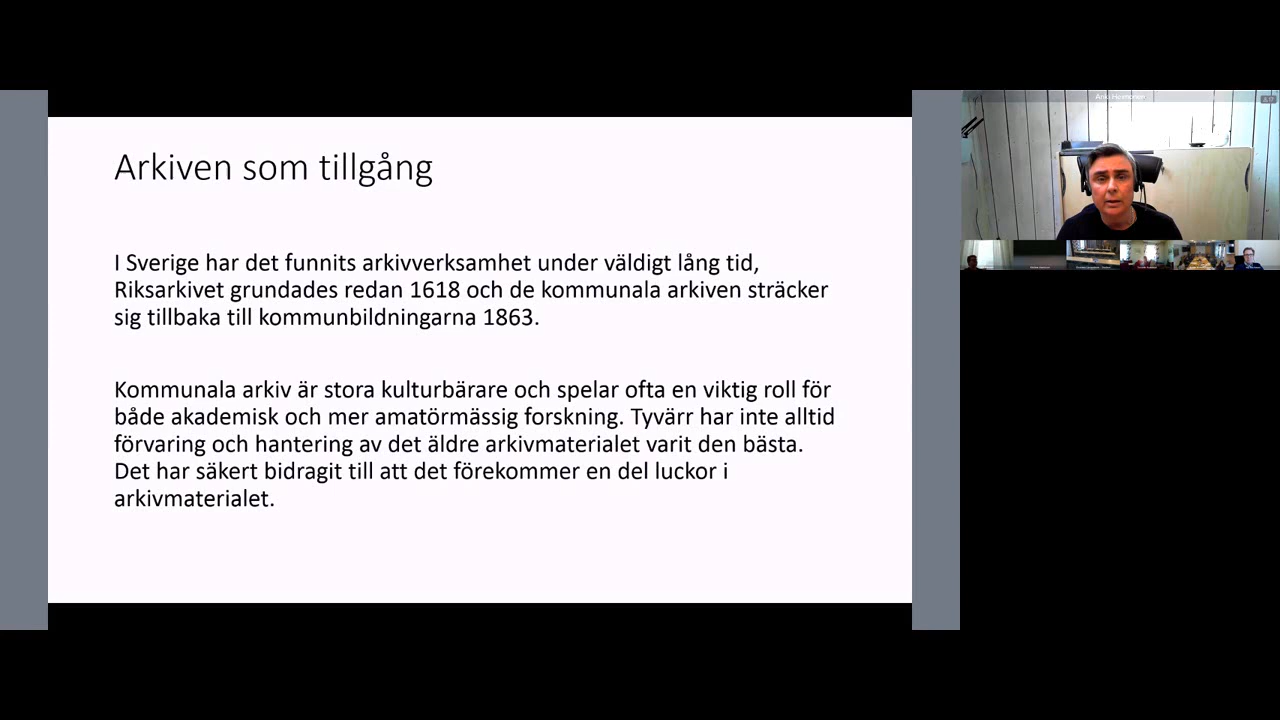 Arkiven som tillgång
I Sverige har det funnits arkivverksamhet under väldigt lång tid,
Riksarkivet grundades redan 1618 och de kommunala arkiven sträcker
sig tillbaka till kommunbildningarna 1863.
Kommunala arkiv är stora kulturbärare och spelar ofta en viktig roll för
både akademisk och mer amatörmässig forskning. Tyvärr har inte alltid
förvaring och hantering av det äldre arkivmaterialet varit den bästa.
Det har säkert bidragit till att det förekommer en del luckor i
arkivmaterialet.